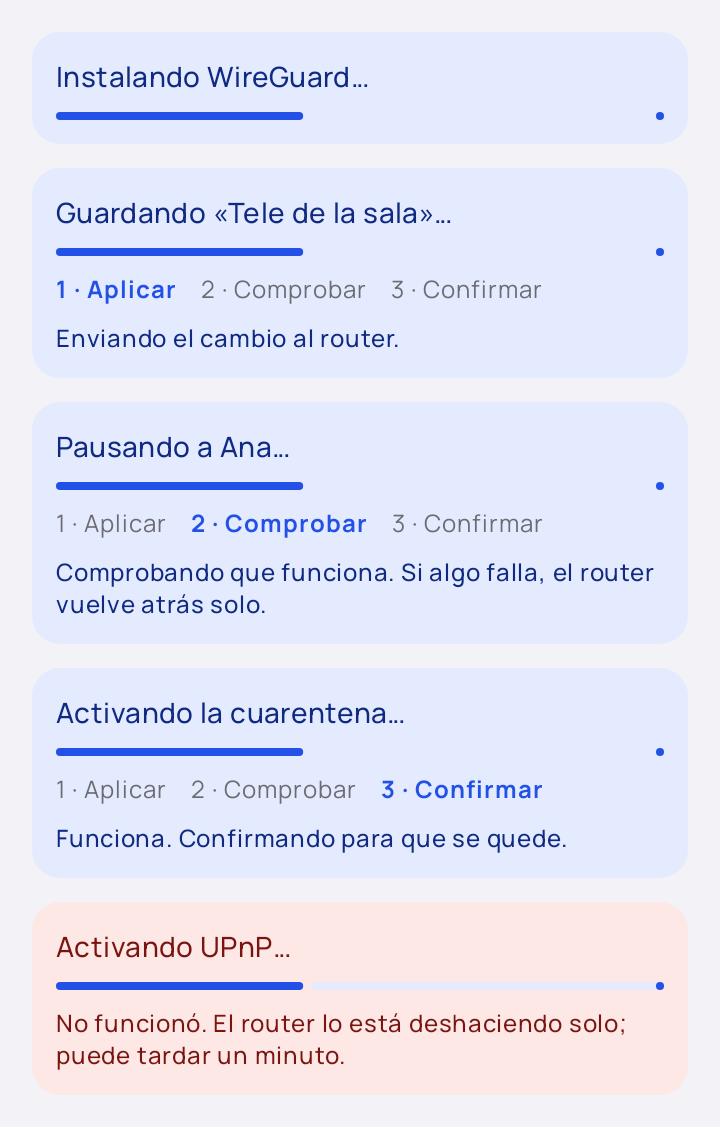 Instalando WireGuard…
Guardando «Tele de la sala»…
1 · Aplicar 2 · Comprobar 3 · Confirmar
Enviando el cambio al router.
Pausando a Ana…
1 · Aplicar 2 · Comprobar 3 · Confirmar
Comprobando que funciona. Si algo falla, el router
vuelve atrás solo.
Activando la cuarentena…
1 · Aplicar 2 · Comprobar 3 · Confirmar
Funciona. Confirmando para que se quede.
Activando UPnP…
No funcionó. El router lo está deshaciendo solo;
puede tardar un minuto.